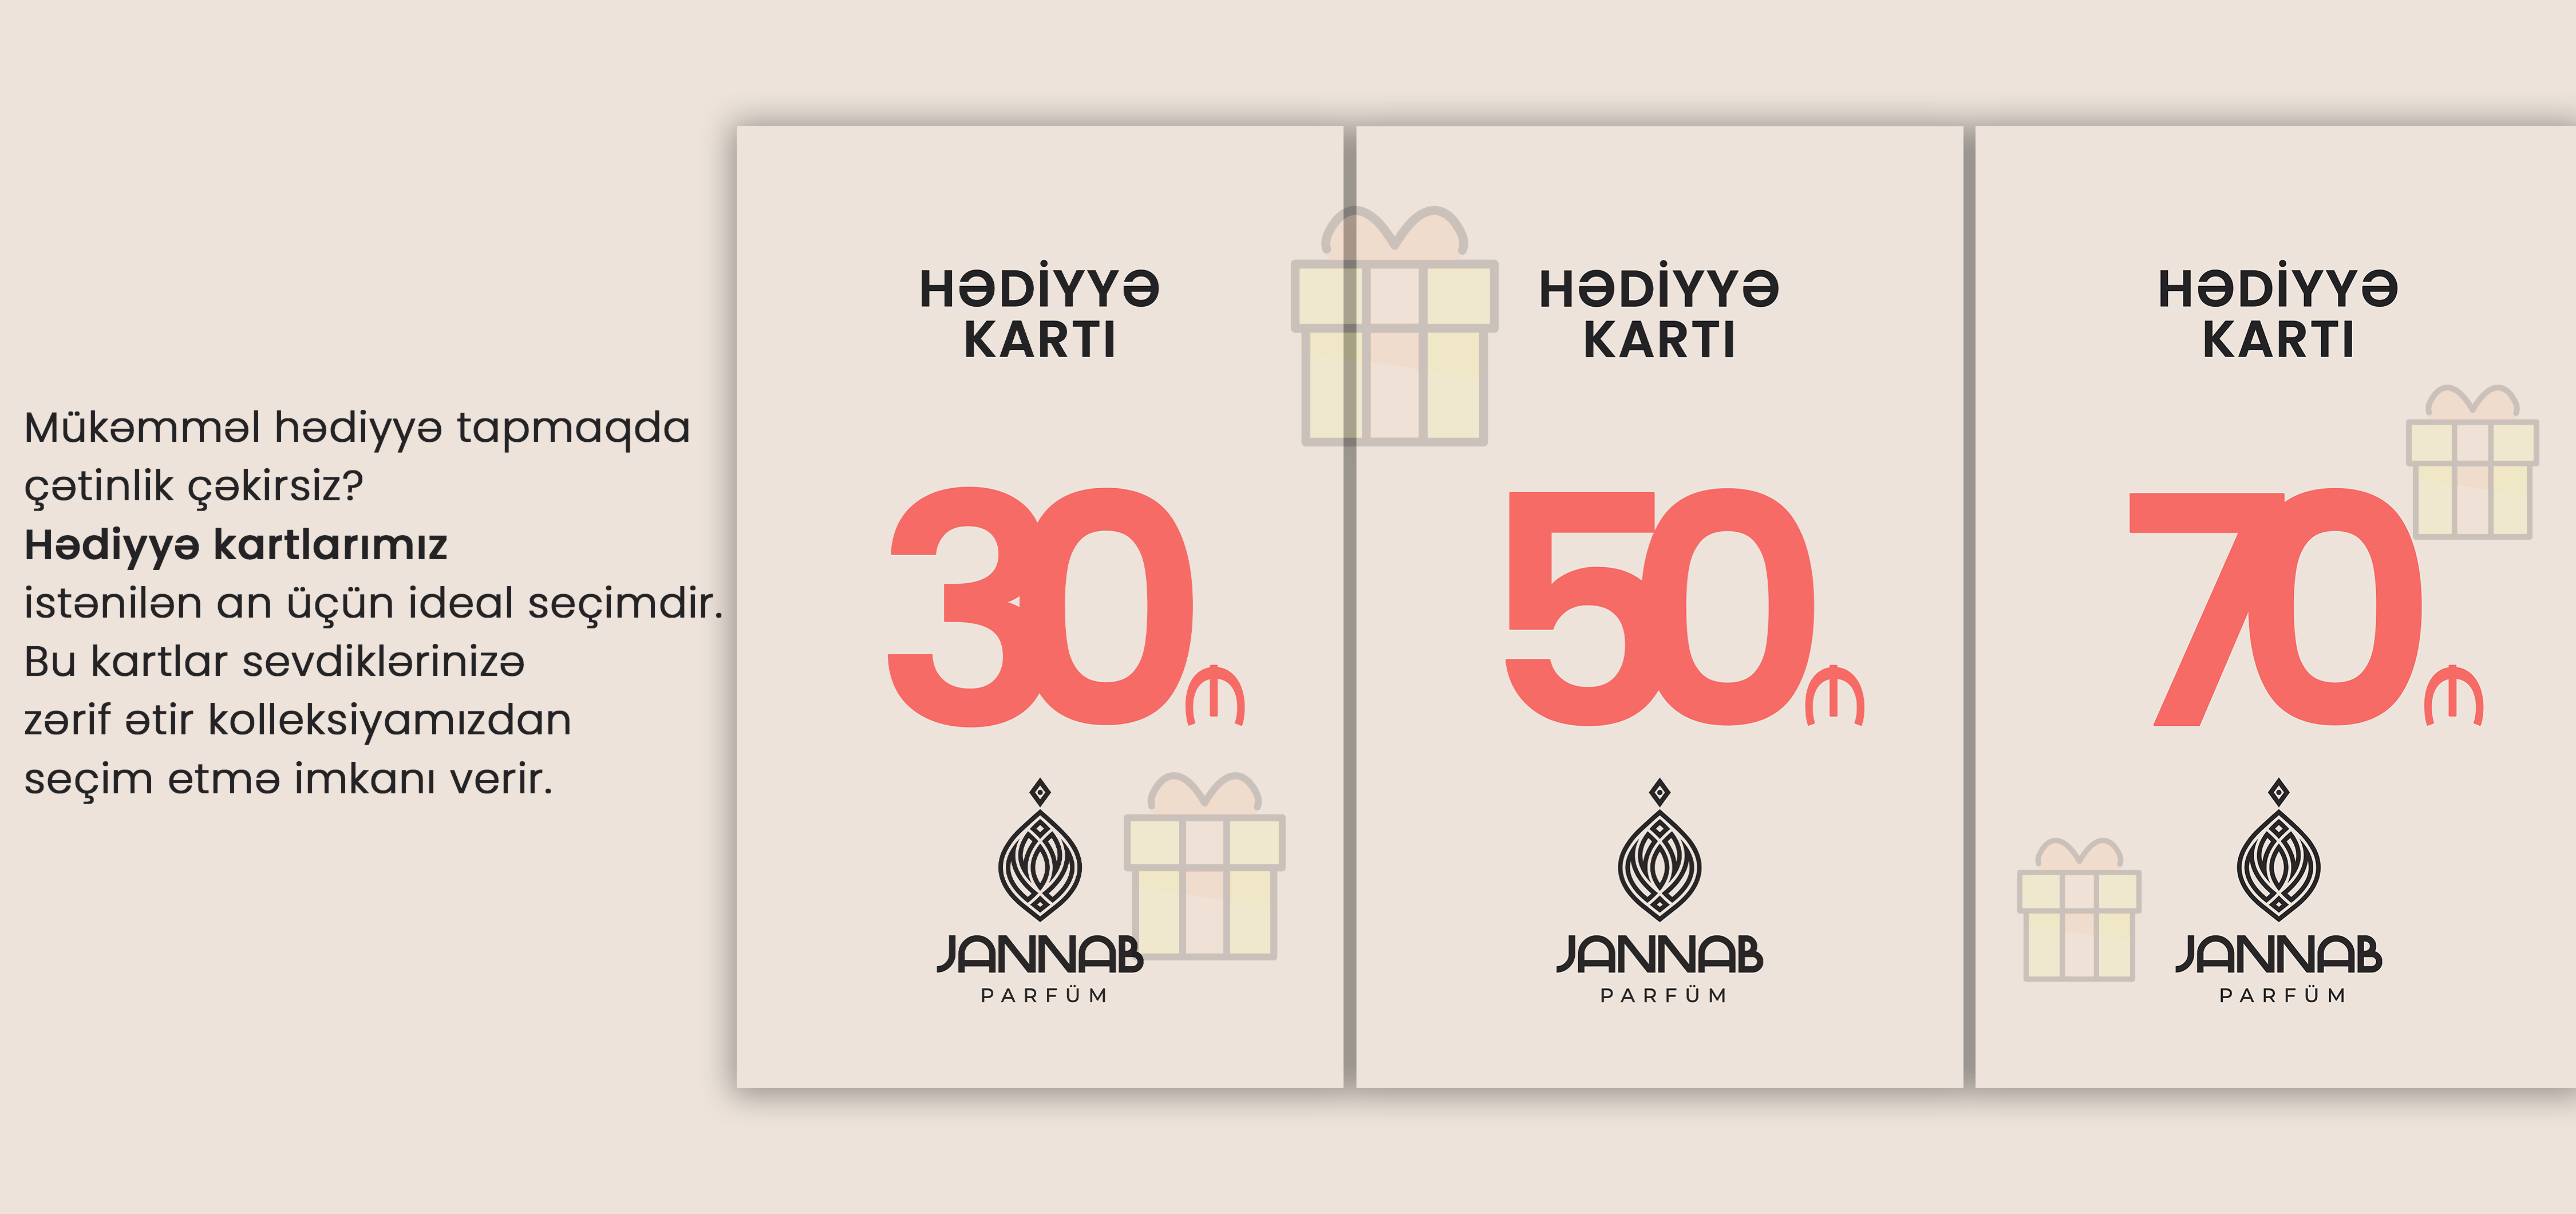 Mükəmməl hədiyyə tapmaqda
çətinlik çəkirsiz?
Hədiyyə kartlarımız
istənilən an üçün ideal seçimdir.
Bu kartlar sevdiklərinizə
zərif ətir kolleksiyamızdan
seçim etmə imkanı verir.
HƏDİYYƏ
KARTI
30₼
JANNAB
PARFÜM
HƏDİYYƏ
KARTI
50₼
JANNAB
PARFÜM
HƏDİYYƏ
KARTI
70₼
JANNAB
PARFÜM